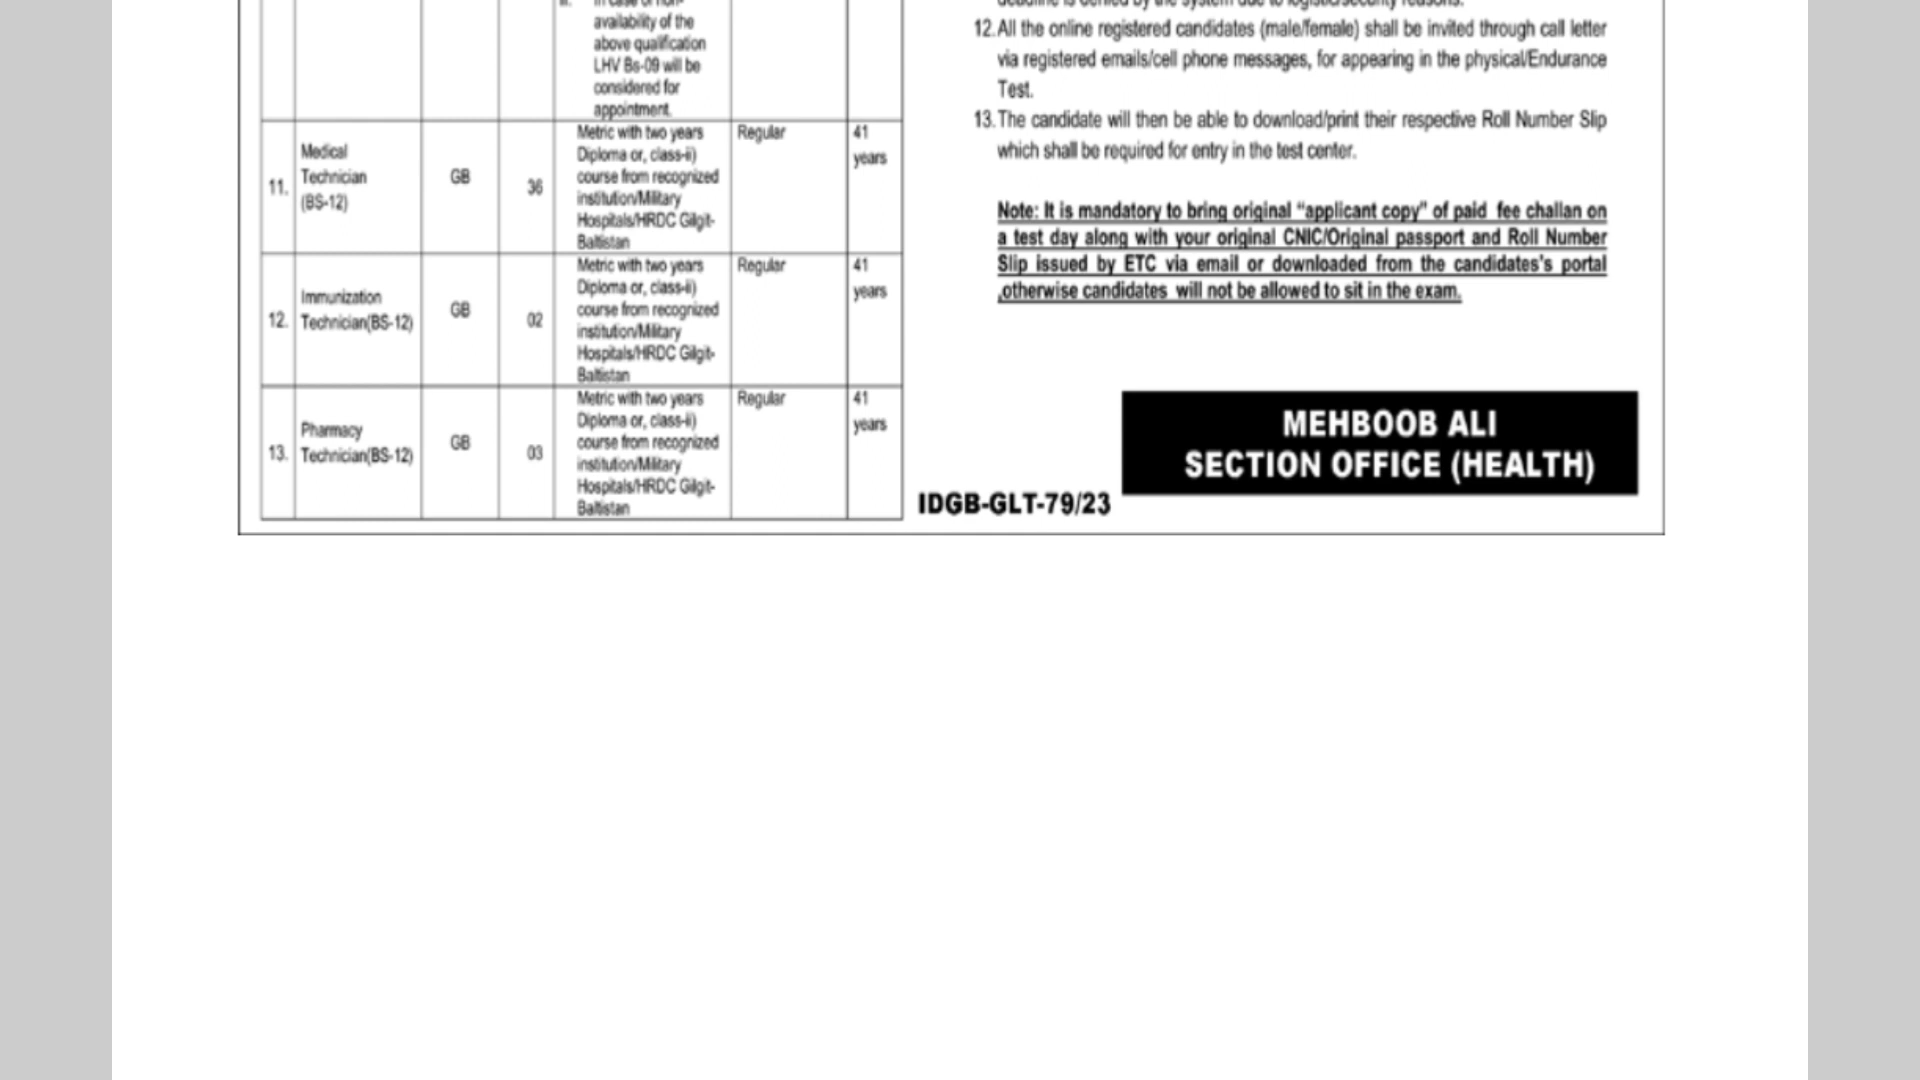 availability of the
above qualification
LHV Bs-09 will be
considered for
appointment.
11.
Medical
Technician
(BS-12)
GB
36
Metric with two years
Diploma or, class-ii)
course from recognized
institution/Military
Hospitals/HRDC Gilgit-
Baltistan
Regular
41
years
12.
Immunization
Technician(BS-12)
GB
02
Metric with two years
Diploma or, class-ii)
course from recognized
institution/Military
Hospitals/HRDC Gilgit-
Baltistan
Regular
41
years
13.
Pharmacy
Technician(BS-12)
GB
03
Metric with two years
Diploma or, class-ii)
course from recognized
institution/Military
Hospitals/HRDC Gilgit-
Baltistan
Regular
41
years
12.All the online registered candidates (male/female) shall be invited through call letter
via registered emails/cell phone messages, for appearing in the physical/Endurance
Test.
13.The candidate will then be able to download/print their respective Roll Number Slip
which shall be required for entry in the test center.
Note: It is mandatory to bring original “applicant copy” of paid fee challan on
a test day along with your original CNIC/Original passport and Roll Number
Slip issued by ETC via email or downloaded from the candidates's portal
,otherwise candidates will not be allowed to sit in the exam.
MEHBOOB ALI
SECTION OFFICE (HEALTH)
IDGB-GLT-79/23